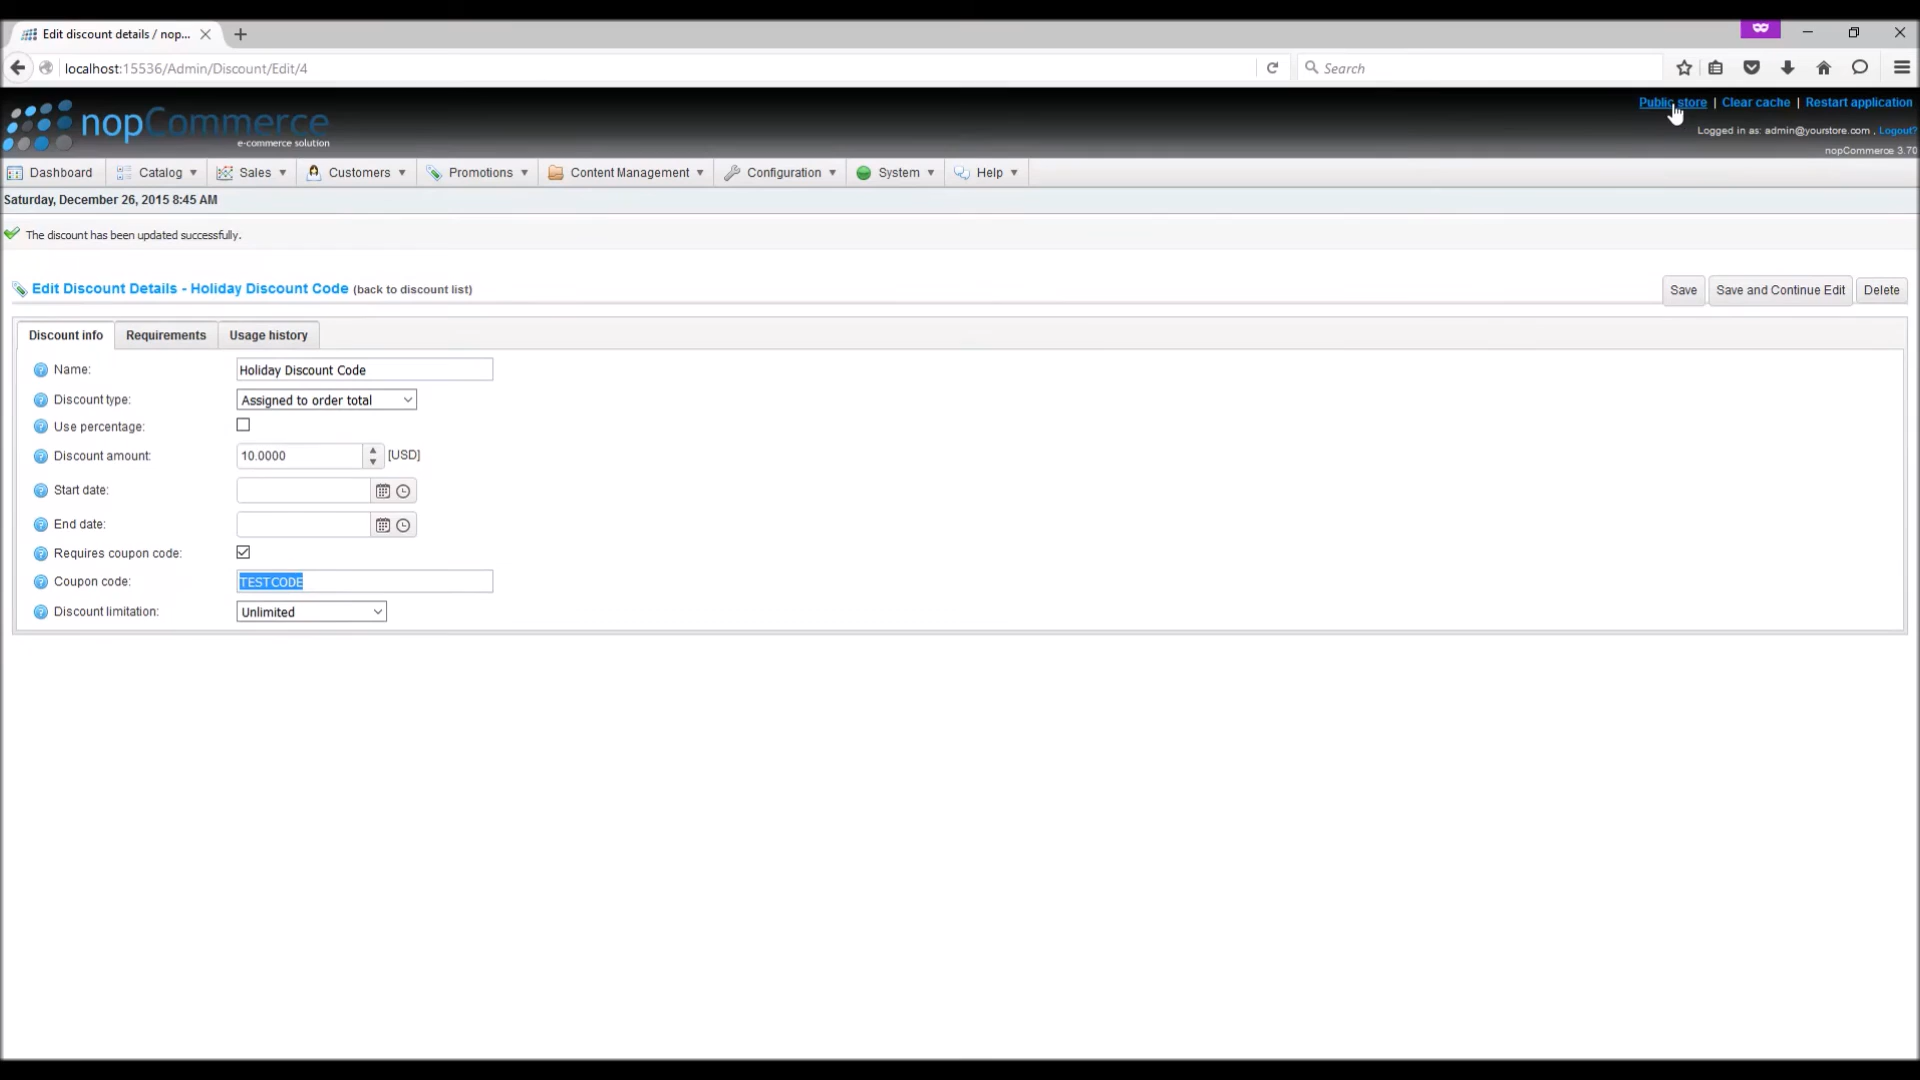 Edit discount details / nop...
localhost:15536/Admin/Discount/Edit/4
Search
nopCommerce
e-commerce solution
Public store | Clear cache | Restart application
Logged in as: admin@yourstore.com , Logout?
nopCommerce 3.70
Dashboard Catalog Sales Customers Promotions Content Management Configuration System Help
Saturday, December 26, 2015 8:45 AM
The discount has been updated successfully.
Edit Discount Details - Holiday Discount Code (back to discount list)
Save Save and Continue Edit Delete
Discount info Requirements Usage history
Name: Holiday Discount Code
Discount type: Assigned to order total
Use percentage:
Discount amount: 10.0000 [USD]
Start date:
End date:
Requires coupon code:
Coupon code: TESTCODE
Discount limitation: Unlimited